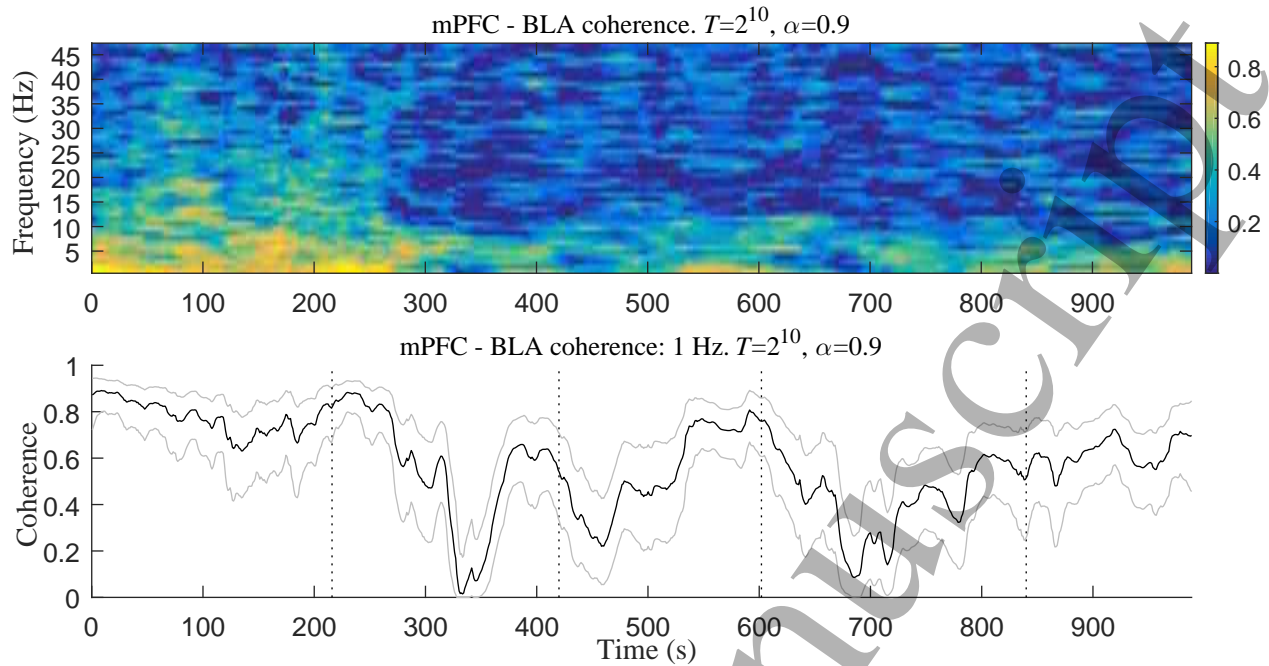 mPFC - BLA coherence. T=2^10, α=0.9
Frequency (Hz)
45
40
35
30
25
20
15
10
5
0 100 200 300 400 500 600 700 800 900
0.8
0.6
0.4
0.2
mPFC - BLA coherence: 1 Hz. T=2^10, α=0.9
Coherence
1
0.8
0.6
0.4
0.2
0
0 100 200 300 400 500 600 700 800 900
Time (s)
nuscript